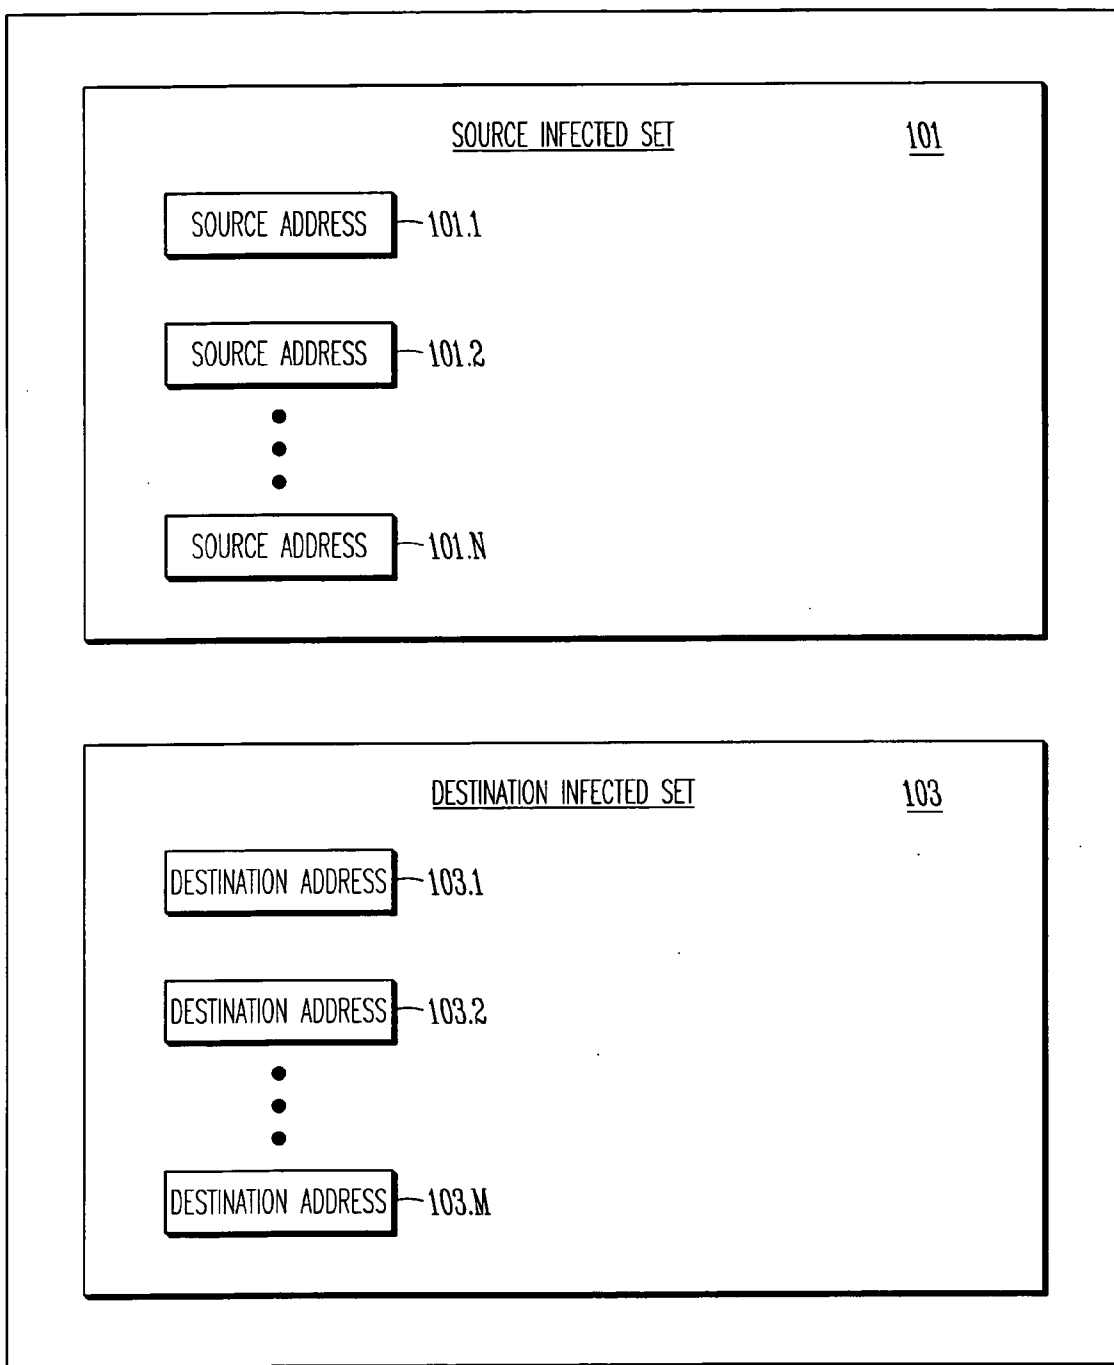 SOURCE INFECTED SET 101
SOURCE ADDRESS 101.1
SOURCE ADDRESS 101.2
SOURCE ADDRESS 101.N
DESTINATION INFECTED SET 103
DESTINATION ADDRESS 103.1
DESTINATION ADDRESS 103.2
DESTINATION ADDRESS 103.M